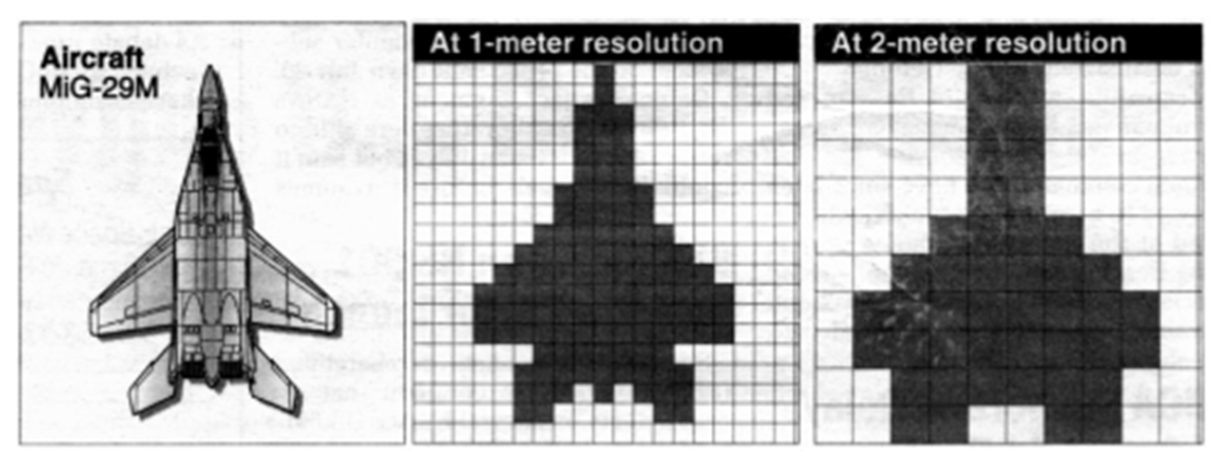 Aircraft
MiG-29M
At 1-meter resolution
At 2-meter resolution